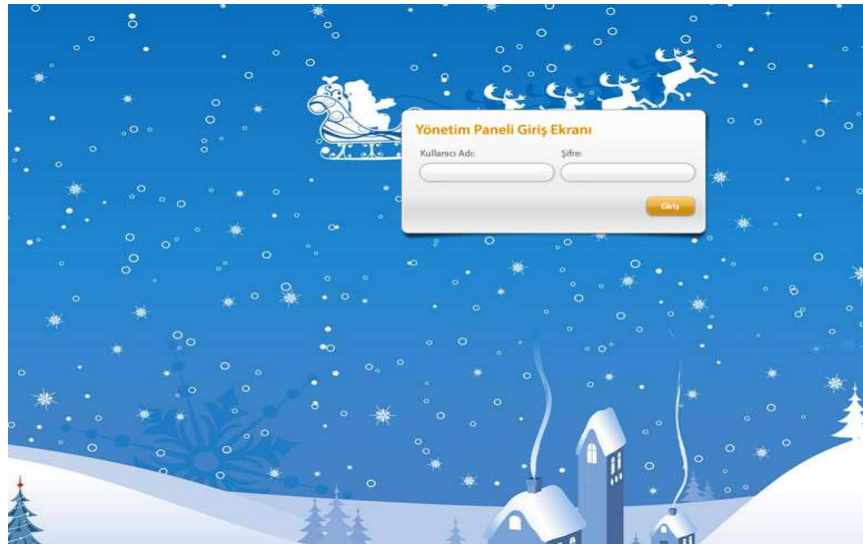 Yönetim Paneli Giriş Ekranı
Kullanıcı Adı: Şifre:
Giriş